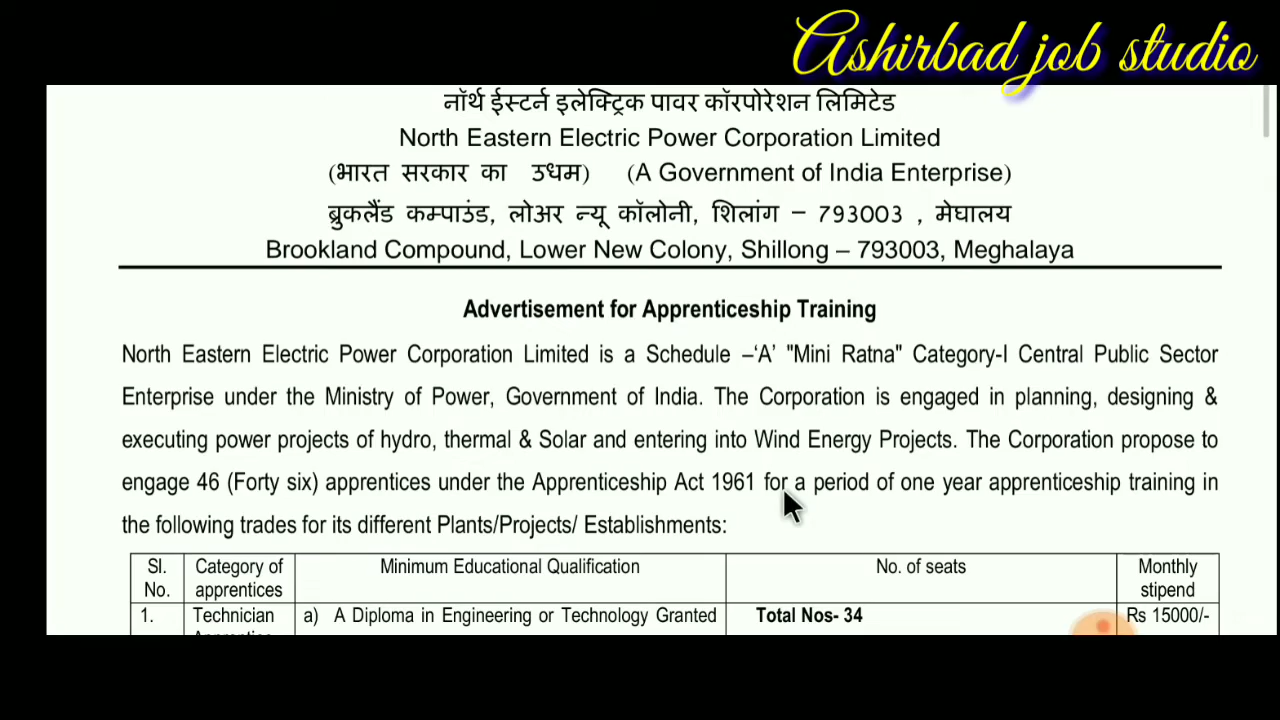 Ashirbad job studio
नॉर्थ ईस्टर्न इलेक्ट्रिक पावर कॉरपोरेशन लिमिटेड
North Eastern Electric Power Corporation Limited
(भारत सरकार का उधम) (A Government of India Enterprise)
ब्रुकलैंड कम्पाउंड, लोअर न्यू कॉलोनी, शिलांग – 793003 , मेघालय
Brookland Compound, Lower New Colony, Shillong – 793003, Meghalaya
Advertisement for Apprenticeship Training
North Eastern Electric Power Corporation Limited is a Schedule –‘A’ "Mini Ratna" Category-I Central Public Sector
Enterprise under the Ministry of Power, Government of India. The Corporation is engaged in planning, designing &
executing power projects of hydro, thermal & Solar and entering into Wind Energy Projects. The Corporation propose to
engage 46 (Forty six) apprentices under the Apprenticeship Act 1961 for a period of one year apprenticeship training in
the following trades for its different Plants/Projects/ Establishments:
Sl. No. Category of apprentices Minimum Educational Qualification No. of seats Monthly stipend
1. Technician a) A Diploma in Engineering or Technology Granted Total Nos- 34 Rs 15000/-